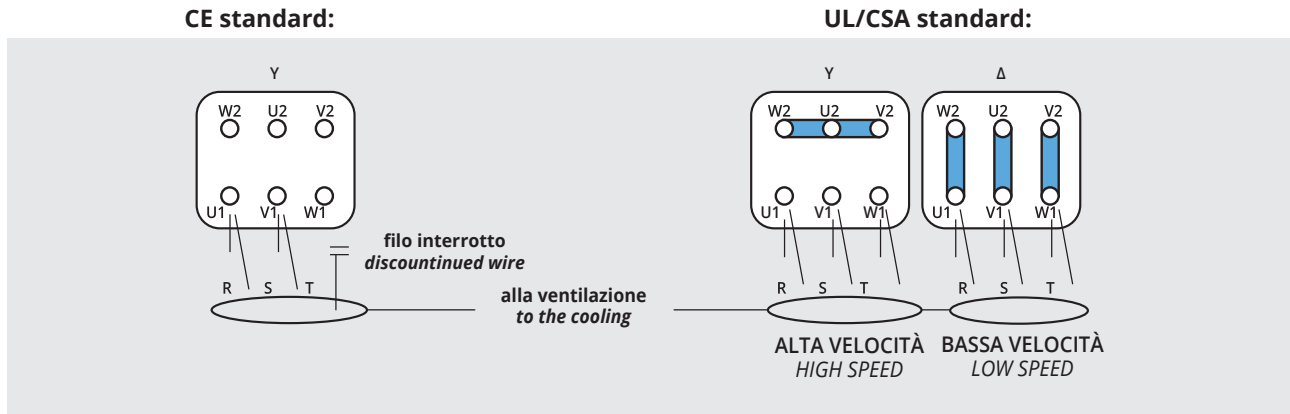 CE standard:
UL/CSA standard:
Y
W2 U2 V2
U1 V1 W1
filo interrotto
discountinued wire
R S T
alla ventilazione
to the cooling
Y
W2 U2 V2
U1 V1 W1
R S T
ALTA VELOCITÀ
HIGH SPEED
Δ
W2 U2 V2
U1 V1 W1
R S T
BASSA VELOCITÀ
LOW SPEED